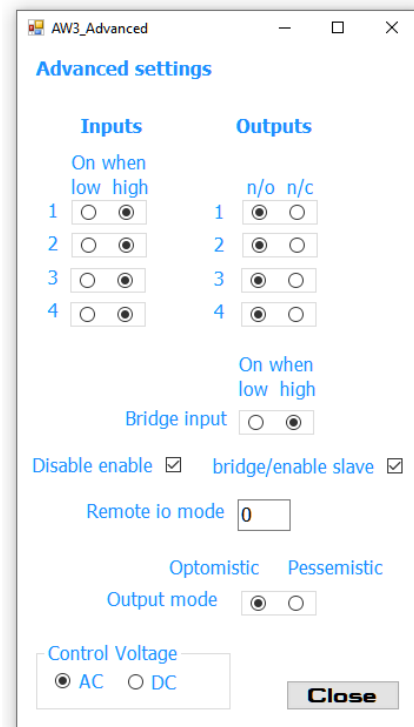 AW3_Advanced
Advanced settings
Inputs Outputs
On when
low high n/o n/c
1 1
2 2
3 3
4 4
On when
low high
Bridge input
Disable enable bridge/enable slave
Remote io mode 0
Optomistic Pessemistic
Output mode
Control Voltage
AC DC
Close